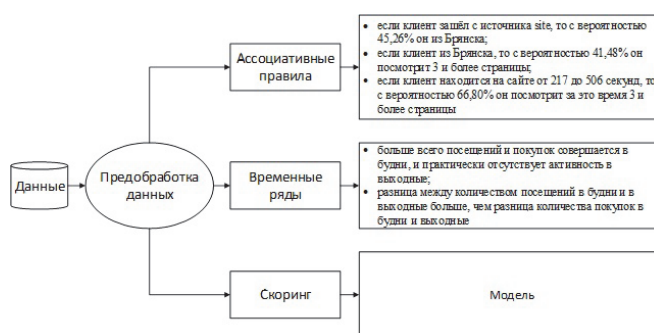 Данные
Предобработка
данных
Ассоциативные
правила
• если клиент зашёл с источника site, то с вероятностью
45,26% он из Брянска;
• если клиент из Брянска, то с вероятностью 41,48% он
посмотрит 3 и более страницы;
• если клиент находится на сайте от 217 до 506 секунд, то
с вероятностью 66,80% он посмотрит за это время 3 и
более страницы
Временные
ряды
• больше всего посещений и покупок совершается в
будни, и практически отсутствует активность в
выходные;
• разница между количеством посещений в будни и в
выходные больше, чем разница количества покупок в
будни и выходные
Скоринг
Модель